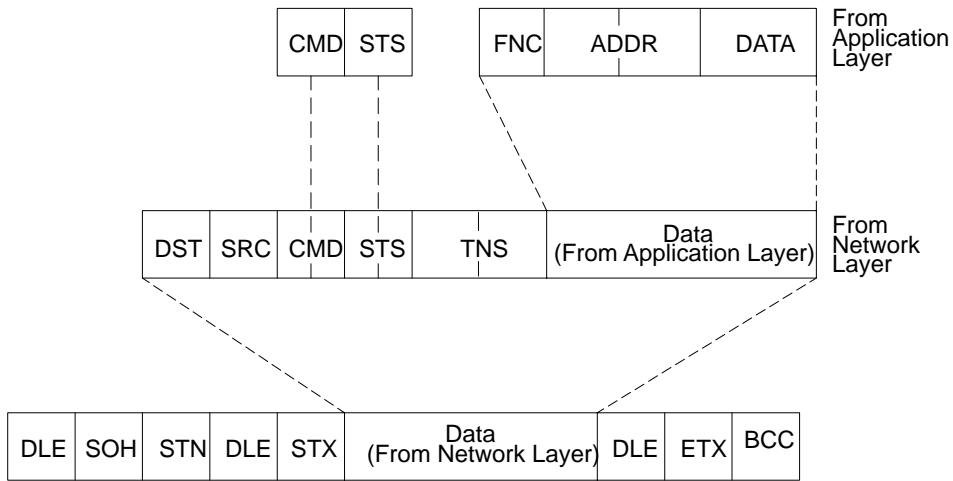 CMD STS FNC ADDR DATA
From
Application
Layer
DST SRC CMD STS TNS
Data
(From Application Layer)
From
Network
Layer
DLE SOH STN DLE STX
Data
(From Network Layer)
DLE ETX BCC